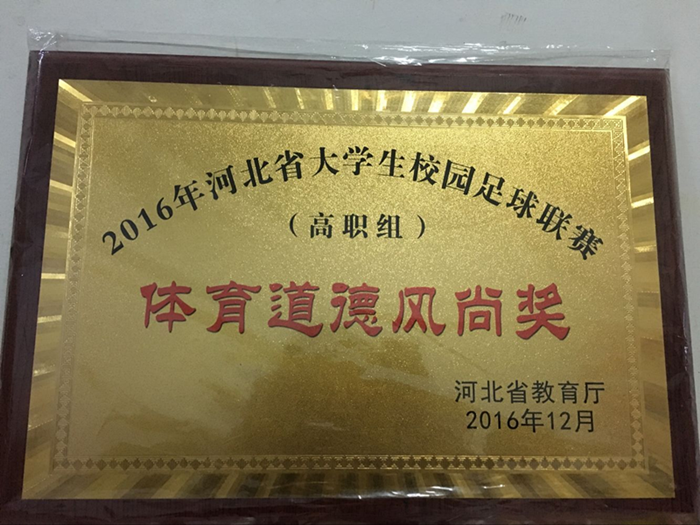 2016年河北省大学生校园足球联赛
（高职组）
体育道德风尚奖
河北省教育厅
2016年12月